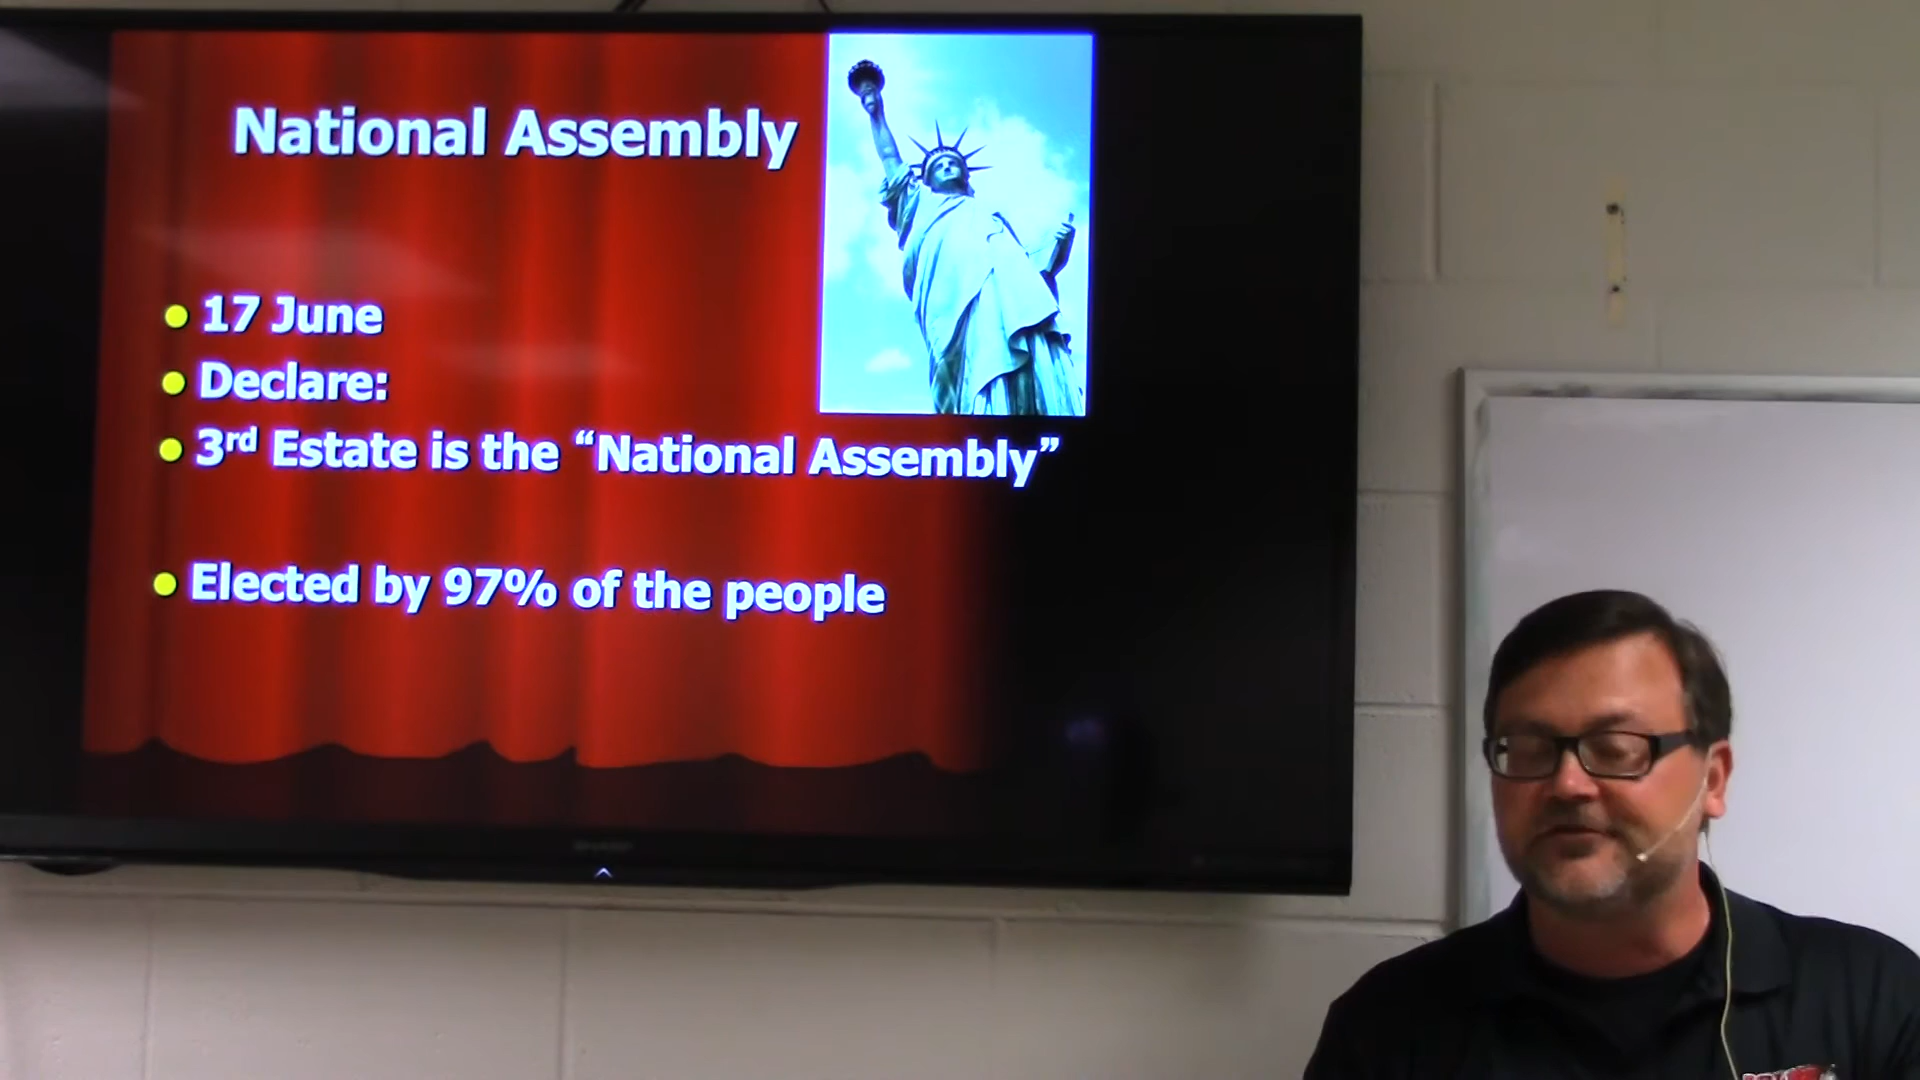 National Assembly
17 June
Declare:
3rd Estate is the “National Assembly”
Elected by 97% of the people